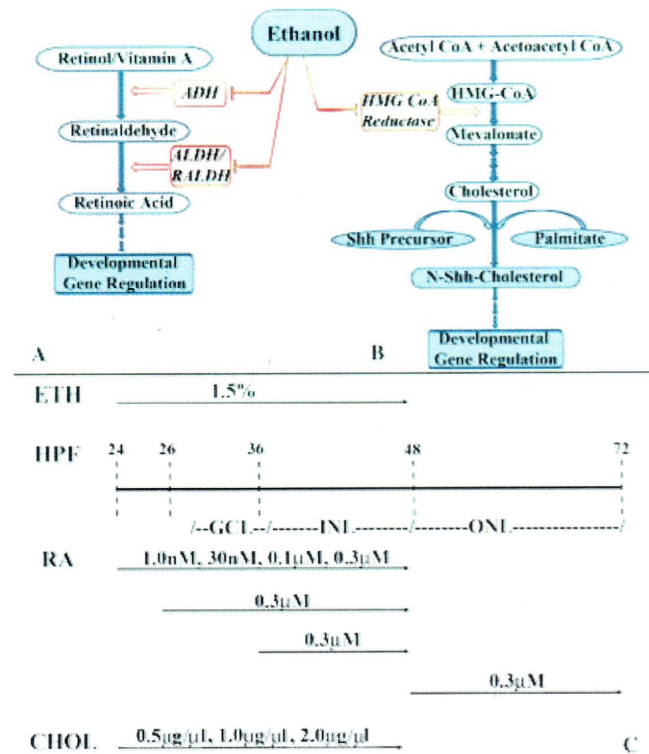 Ethanol
Retinol/Vitamin A
ADH
Retinaldehyde
ALDH/
RALDH
Retinoic Acid
Developmental
Gene Regulation
A
Acetyl CoA + Acetoacetyl CoA
HMG-CoA
HMG CoA
Reductase
Mevalonate
Cholesterol
Shh Precursor
Palmitate
N-Shh-Cholesterol
Developmental
Gene Regulation
B
ETH
1.5%
HPF
24 26 36 48 72
/--GCL--/-------INL-------/-------ONL--------------/
RA
1.0nM, 30nM, 0.1µM, 0.3µM
0.3µM
0.3µM
0.3µM
CHOL
0.5µg/µl, 1.0µg/µl, 2.0µg/µl
C